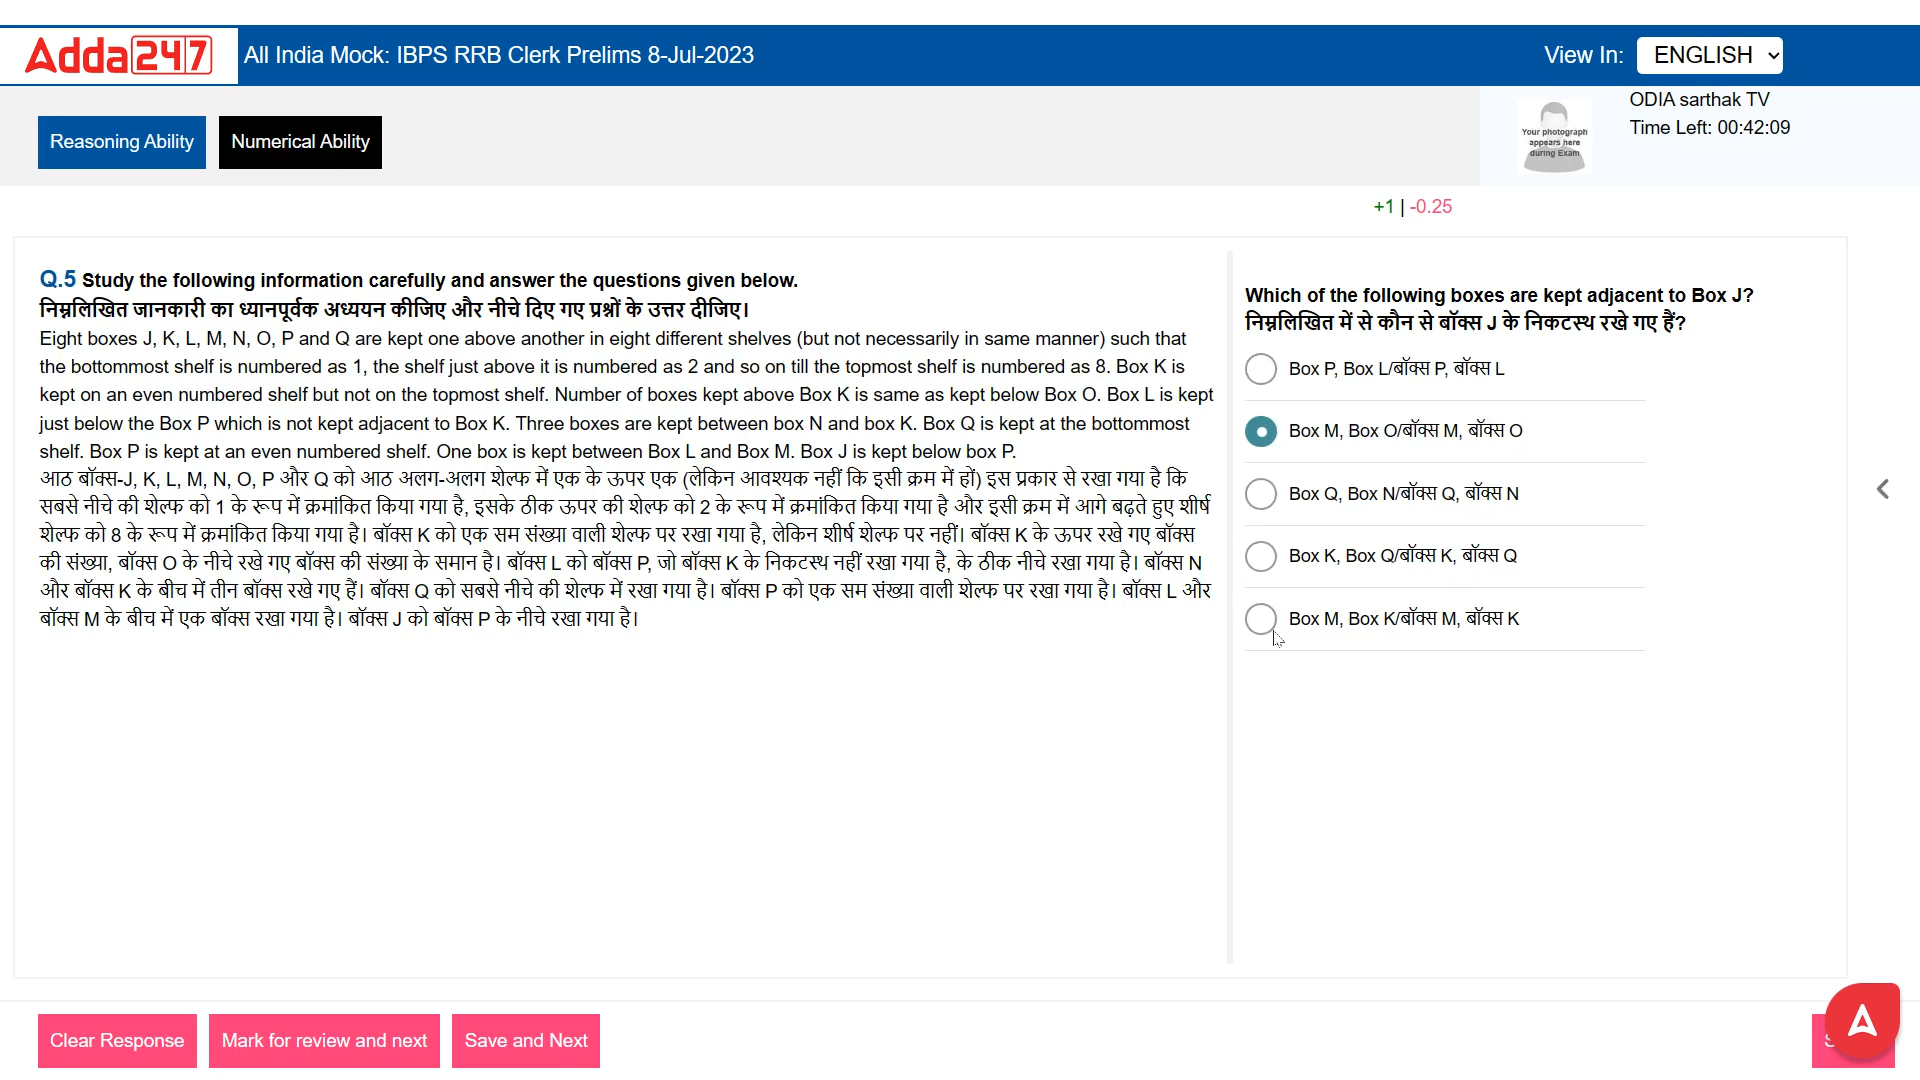 Adda247 All India Mock: IBPS RRB Clerk Prelims 8-Jul-2023 View In: ENGLISH
Reasoning Ability Numerical Ability
Your photograph appears here during Exam
ODIA sarthak TV
Time Left: 00:42:09
+1 | -0.25
Q.5 Study the following information carefully and answer the questions given below.
निम्नलिखित जानकारी का ध्यानपूर्वक अध्ययन कीजिए और नीचे दिए गए प्रश्नों के उत्तर दीजिए।
Eight boxes J, K, L, M, N, O, P and Q are kept one above another in eight different shelves (but not necessarily in same manner) such that
the bottommost shelf is numbered as 1, the shelf just above it is numbered as 2 and so on till the topmost shelf is numbered as 8. Box K is
kept on an even numbered shelf but not on the topmost shelf. Number of boxes kept above Box K is same as kept below Box O. Box L is kept
just below the Box P which is not kept adjacent to Box K. Three boxes are kept between box N and box K. Box Q is kept at the bottommost
shelf. Box P is kept at an even numbered shelf. One box is kept between Box L and Box M. Box J is kept below box P.
आठ बॉक्स-J, K, L, M, N, O, P और Q को आठ अलग-अलग शेल्फ में एक के ऊपर एक (लेकिन आवश्यक नहीं कि इसी क्रम में हों) इस प्रकार से रखा गया है कि
सबसे नीचे की शेल्फ को 1 के रूप में क्रमांकित किया गया है, इसके ठीक ऊपर की शेल्फ को 2 के रूप में क्रमांकित किया गया है और इसी क्रम में आगे बढ़ते हुए शीर्ष
शेल्फ को 8 के रूप में क्रमांकित किया गया है। बॉक्स K को एक सम संख्या वाली शेल्फ पर रखा गया है, लेकिन शीर्ष शेल्फ पर नहीं। बॉक्स K के ऊपर रखे गए बॉक्स
की संख्या, बॉक्स O के नीचे रखे गए बॉक्स की संख्या के समान है। बॉक्स L को बॉक्स P, जो बॉक्स K के निकटस्थ नहीं रखा गया है, के ठीक नीचे रखा गया है। बॉक्स N
और बॉक्स K के बीच में तीन बॉक्स रखे गए हैं। बॉक्स Q को सबसे नीचे की शेल्फ में रखा गया है। बॉक्स P को एक सम संख्या वाली शेल्फ पर रखा गया है। बॉक्स L और
बॉक्स M के बीच में एक बॉक्स रखा गया है। बॉक्स J को बॉक्स P के नीचे रखा गया है।
Which of the following boxes are kept adjacent to Box J?
निम्नलिखित में से कौन से बॉक्स J के निकटस्थ रखे गए हैं?
Box P, Box L/बॉक्स P, बॉक्स L
Box M, Box O/बॉक्स M, बॉक्स O
Box Q, Box N/बॉक्स Q, बॉक्स N
Box K, Box Q/बॉक्स K, बॉक्स Q
Box M, Box K/बॉक्स M, बॉक्स K
Clear Response Mark for review and next Save and Next